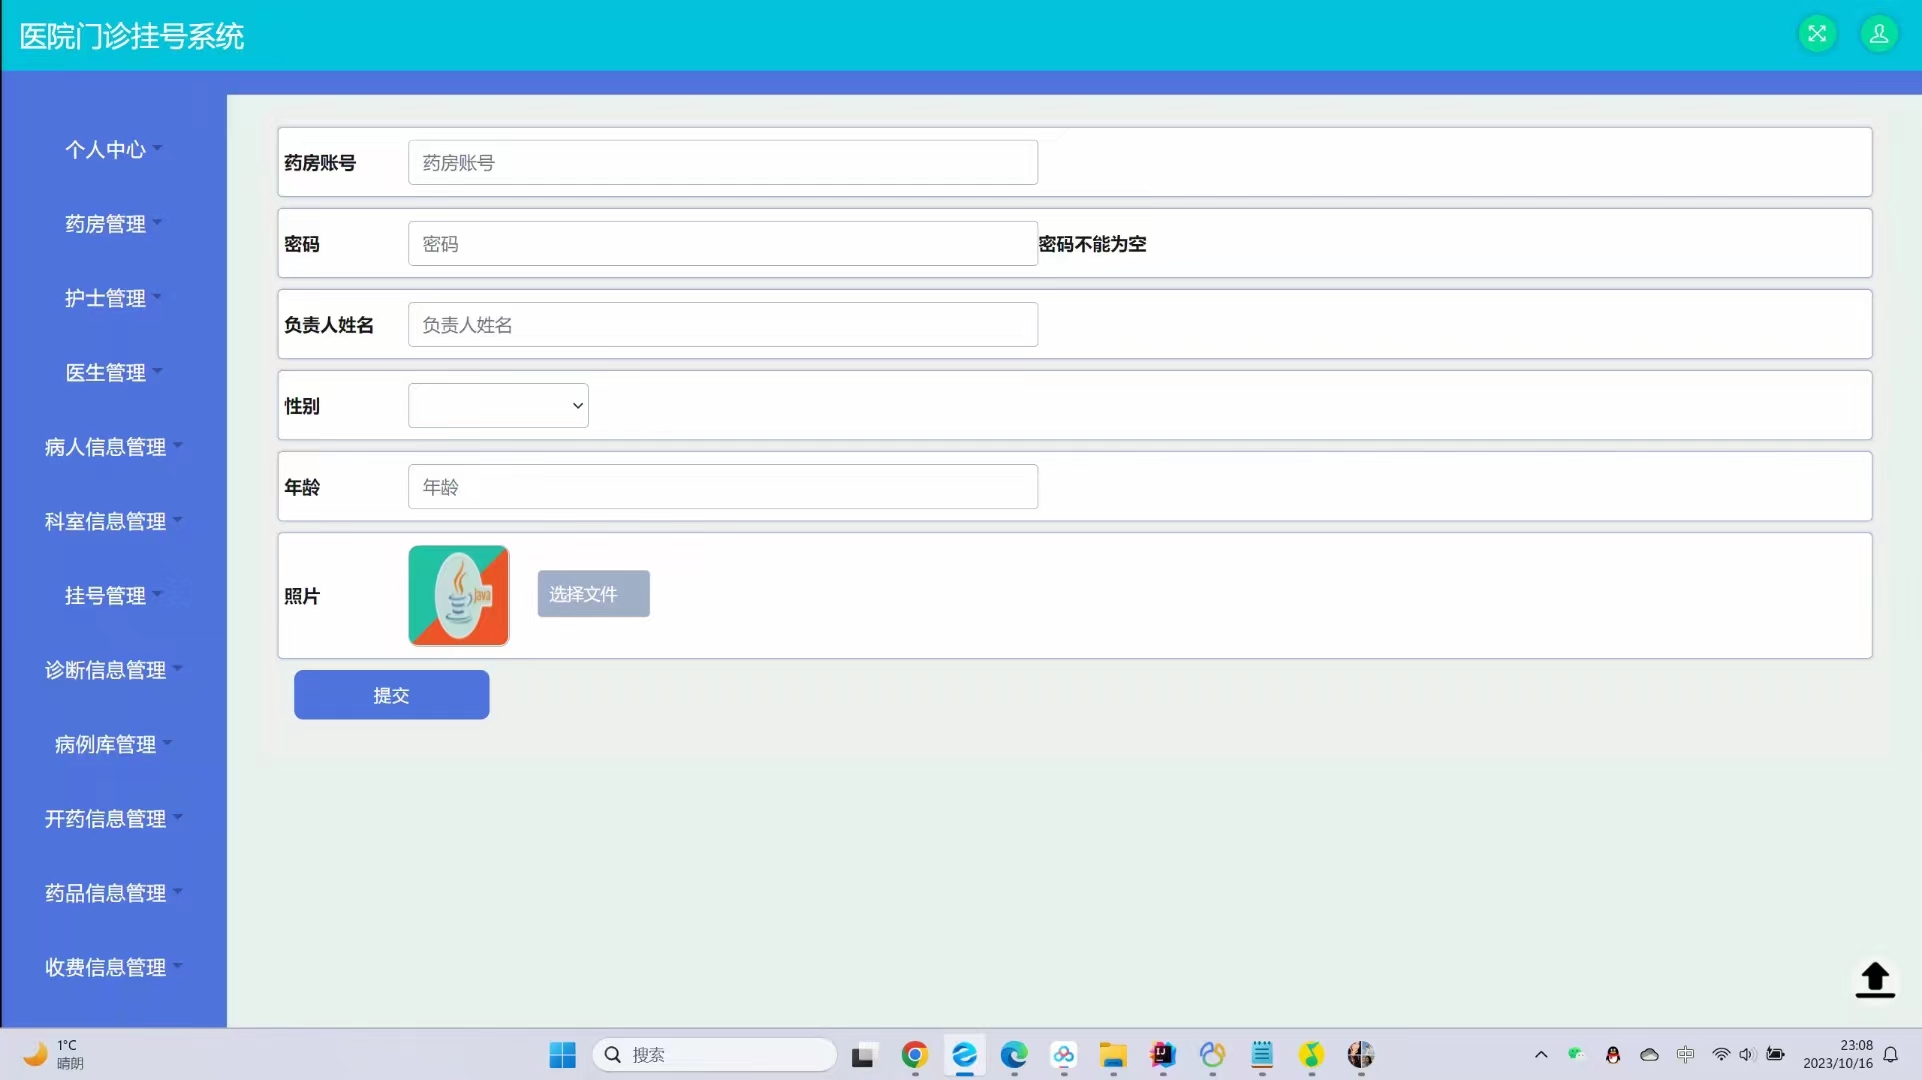 医院门诊挂号系统
个人中心
药房管理
护士管理
医生管理
病人信息管理
科室信息管理
挂号管理
诊断信息管理
病例库管理
开药信息管理
药品信息管理
收费信息管理
药房账号 药房账号
密码 密码 密码不能为空
负责人姓名 负责人姓名
性别
年龄 年龄
照片 java 选择文件
提交
1°C
晴朗
搜索
中
23:08
2023/10/16